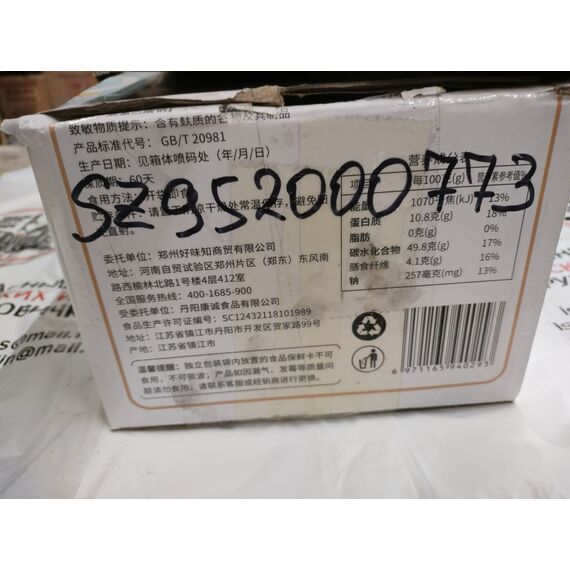 致敏物质提示：含有麸质的谷物及其制品
产品标准代号：GB/T 20981
生产日期：见箱体喷码处（年/月/日）
60天
食用方法：开袋即食
SZ952000773
委托单位：郑州好味知商贸有限公司
地址：河南自贸试验区郑州片区（郑东）东风南
路西榆林北路1号楼4层412室
全国服务热线：400-1685-900
受委托单位：丹阳康诚食品有限公司
食品生产许可证编号：SC12432118101989
地址：江苏省镇江市丹阳市开发区贺家路99号
产地：江苏省镇江市
温馨提醒：独立包装袋内放置的食品保鲜卡不可
食用，不可微波；产品如因漏气、发霉等质量问
题请勿食用，请联系客服或经销商进行更换。
营养成分表
项目 每100克(g) 营养素参考值%
能量 1070千焦(kJ) 13%
蛋白质 10.8克(g) 18%
脂肪 0克(g) 0%
碳水化合物 49.8克(g) 17%
膳食纤维 4.1克(g) 16%
钠 257毫克(mg) 13%
6 971165 940293